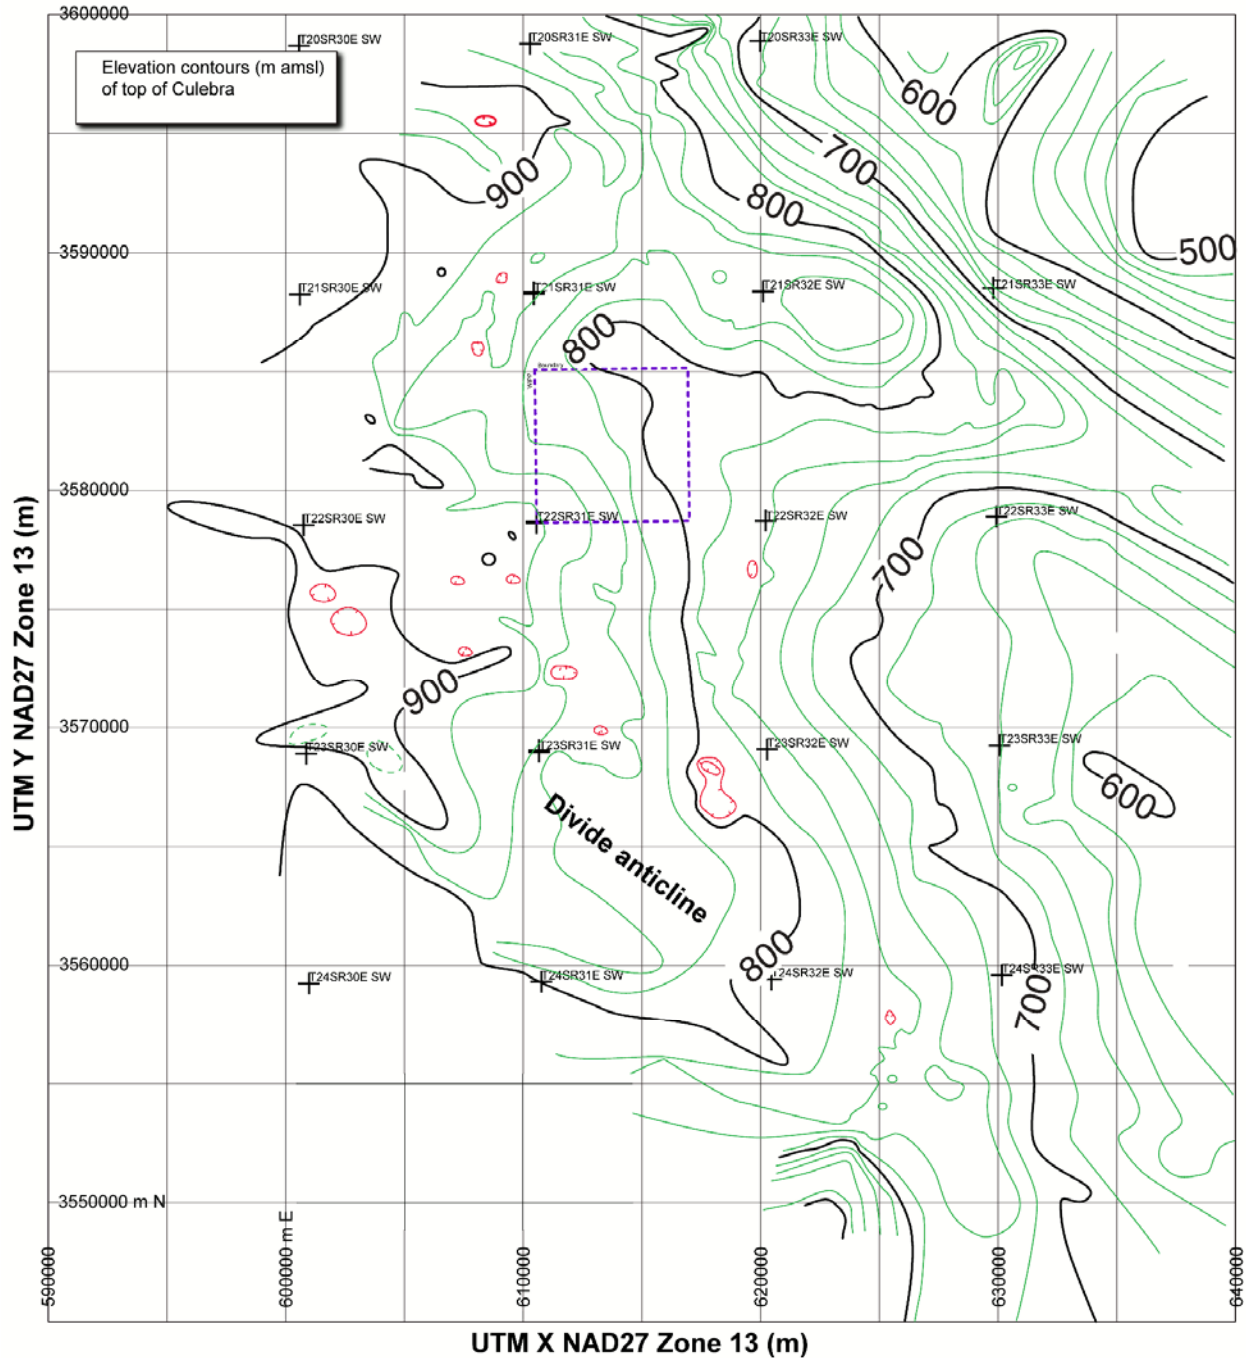 T20SR30E SW
T20SR31E SW
T20SR33E SW
3600000
Elevation contours (m amsl)
of top of Culebra
600
700
900
800
500
3590000
T21SR30E SW
T21SR31E SW
T21SR32E SW
T21SR33E SW
800
WIPP
Boundary
3580000
T22SR30E SW
T22SR31E SW
T22SR32E SW
T22SR33E SW
700
900
3570000
T23SR30E SW
T23SR31E SW
T23SR32E SW
T23SR33E SW
600
Divide anticline
800
3560000
T24SR30E SW
T24SR31E SW
24SR32E SW
T24SR33E SW
700
3550000 m N
590000
600000 m E
610000
620000
630000
640000
UTM Y NAD27 Zone 13 (m)
UTM X NAD27 Zone 13 (m)